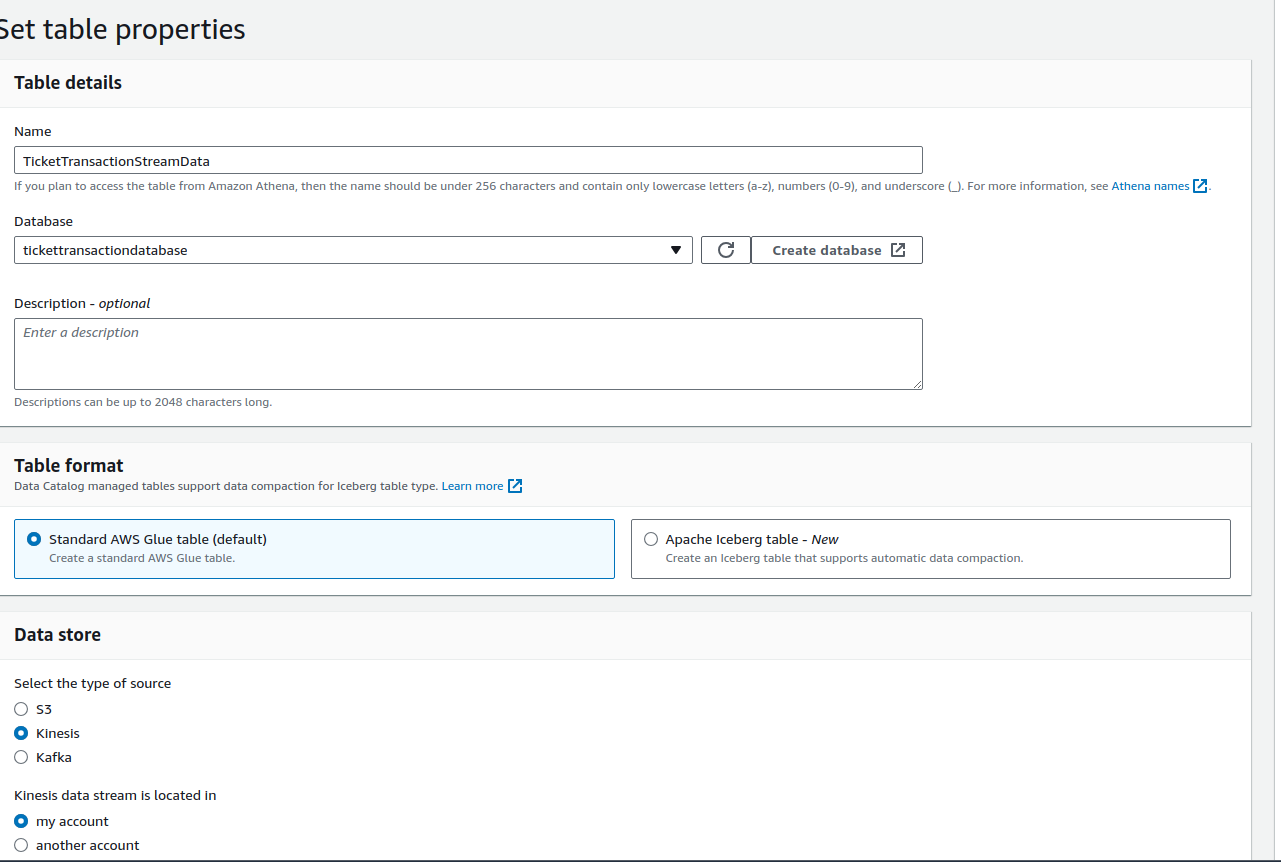 Set table properties
Table details
Name
TicketTransactionStreamData
If you plan to access the table from Amazon Athena, then the name should be under 256 characters and contain only lowercase letters (a-z), numbers (0-9), and underscore (_). For more information, see Athena names.
Database
tickettransactiondatabase
Create database
Description - optional
Enter a description
Descriptions can be up to 2048 characters long.
Table format
Data Catalog managed tables support data compaction for Iceberg table type. Learn more
Standard AWS Glue table (default)
Create a standard AWS Glue table.
Apache Iceberg table - New
Create an Iceberg table that supports automatic data compaction.
Data store
Select the type of source
S3
Kinesis
Kafka
Kinesis data stream is located in
my account
another account